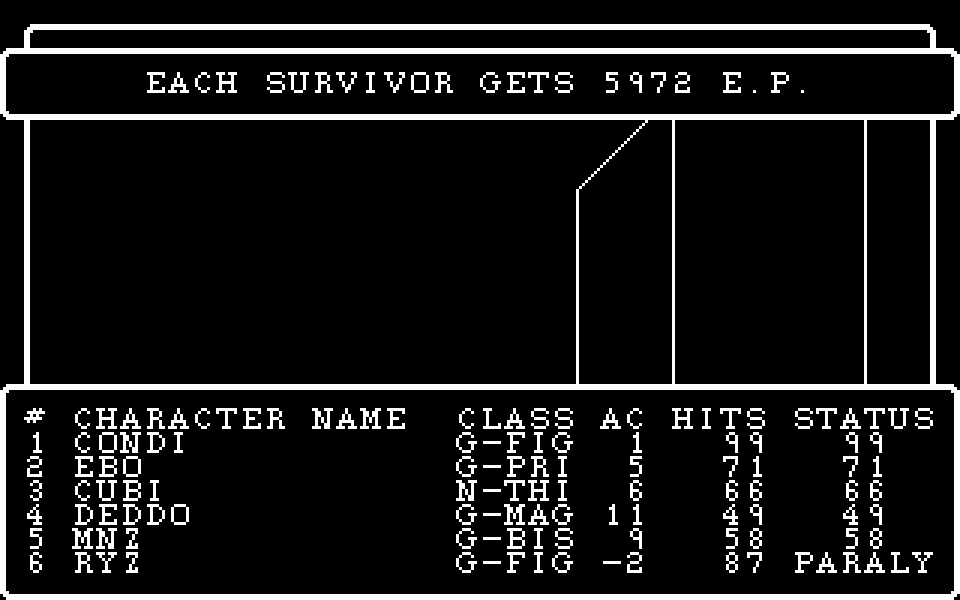 EACH SURVIVOR GETS 5972 E.P.
# CHARACTER NAME CLASS AC HITS STATUS
1 CONDI G-FIG 1 99 99
2 EBO G-PRI 5 71 71
3 CUBI N-THI 6 66 66
4 DEDDO G-MAG 11 49 49
5 MNZ G-BIS 9 58 58
6 RYZ G-FIG -2 87 PARALY